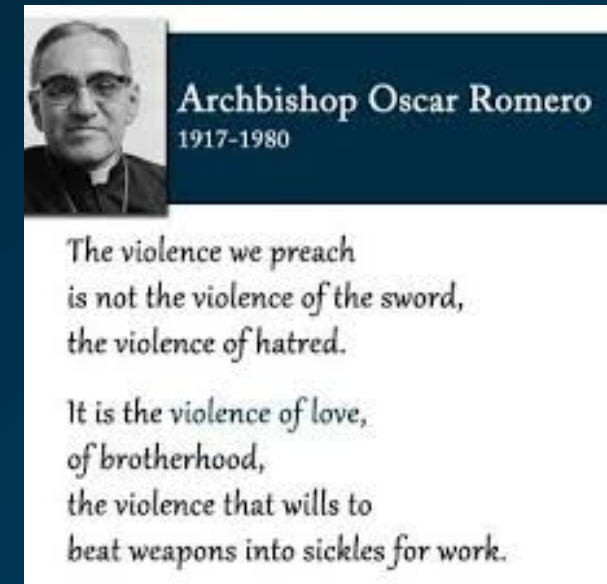 Archbishop Oscar Romero
1917-1980
The violence we preach
is not the violence of the sword,
the violence of hatred.
It is the violence of love,
of brotherhood,
the violence that wills to
beat weapons into sickles for work.